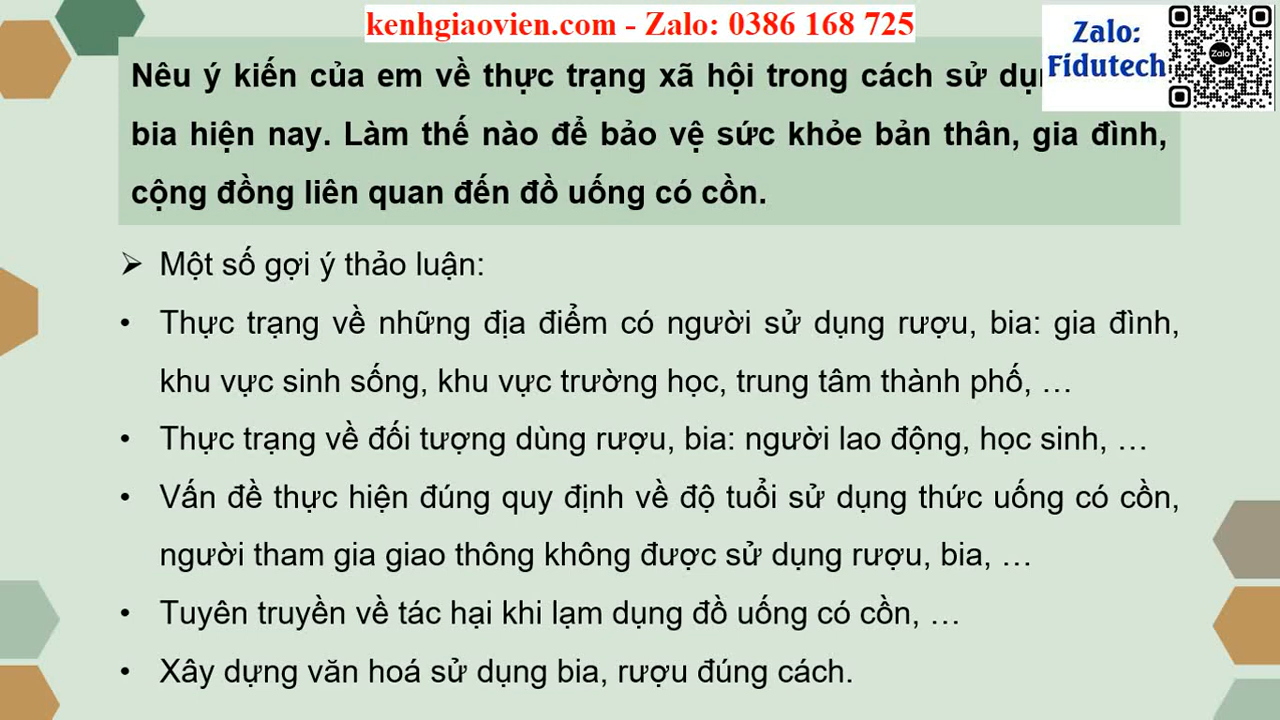 kenhgiaovien.com - Zalo: 0386 168 725
Zalo:
Fidutech
Zalo
Nêu ý kiến của em về thực trạng xã hội trong cách sử
bia hiện nay. Làm thế nào để bảo vệ sức khỏe bản thân, gia đình,
cộng đồng liên quan đến đồ uống có cồn.
➢ Một số gợi ý thảo luận:
• Thực trạng về những địa điểm có người sử dụng rượu, bia: gia đình,
khu vực sinh sống, khu vực trường học, trung tâm thành phố, …
• Thực trạng về đối tượng dùng rượu, bia: người lao động, học sinh, …
• Vấn đề thực hiện đúng quy định về độ tuổi sử dụng thức uống có cồn,
người tham gia giao thông không được sử dụng rượu, bia, …
• Tuyên truyền về tác hại khi lạm dụng đồ uống có cồn, …
• Xây dựng văn hoá sử dụng bia, rượu đúng cách.